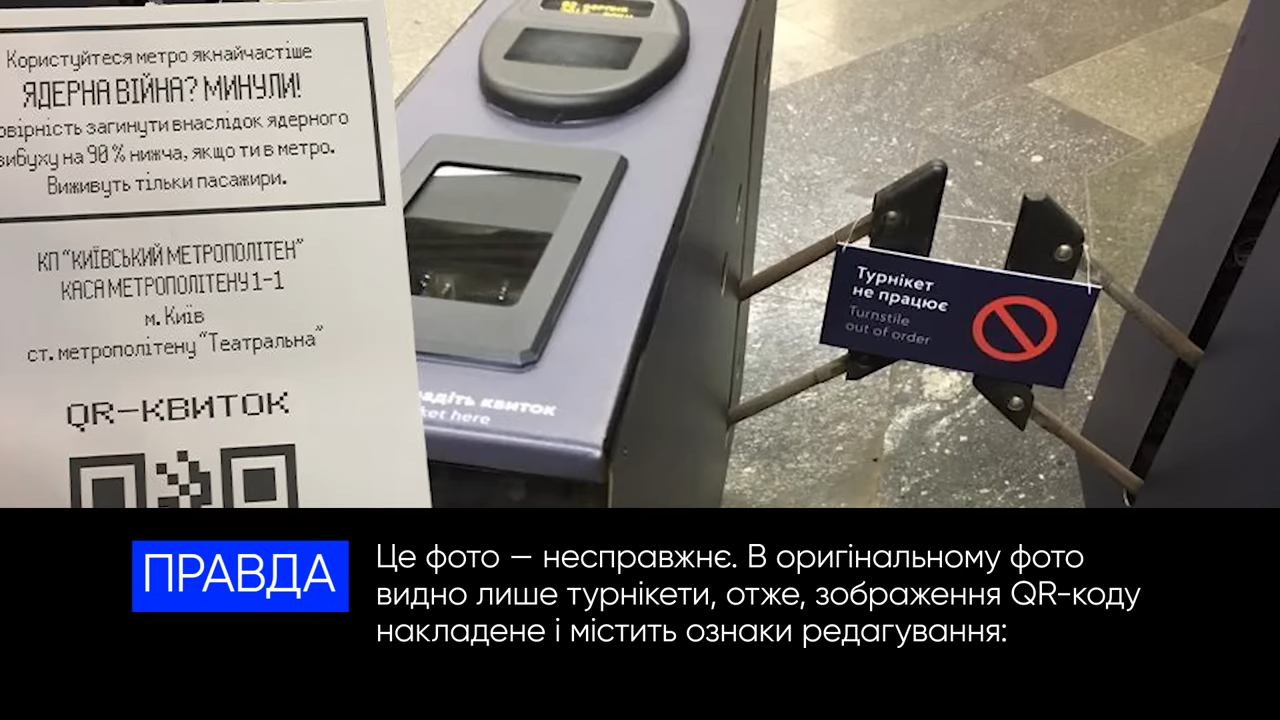 Користуйтеся метро якнайчастіше
ЯДЕРНА ВІЙНА? МИНУЛИ!
загинути внаслідок ядерного
на 90 % нижча, якщо ти в метро.
Виживуть тільки пасажири.
КП “КИЇВСЬКИЙ МЕТРОПОЛІТЕН”
КАСА МЕТРОПОЛІТЕНУ 1-1
м. Київ
ст. метрополітену “Театральна”
QR-КВИТОК
квиток
here
Турнікет
не працює
Turnstile
out of order
ПРАВДА
Це фото — несправжнє. В оригінальному фото
видно лише турнікети, отже, зображення QR-коду
накладене і містить ознаки редагування: